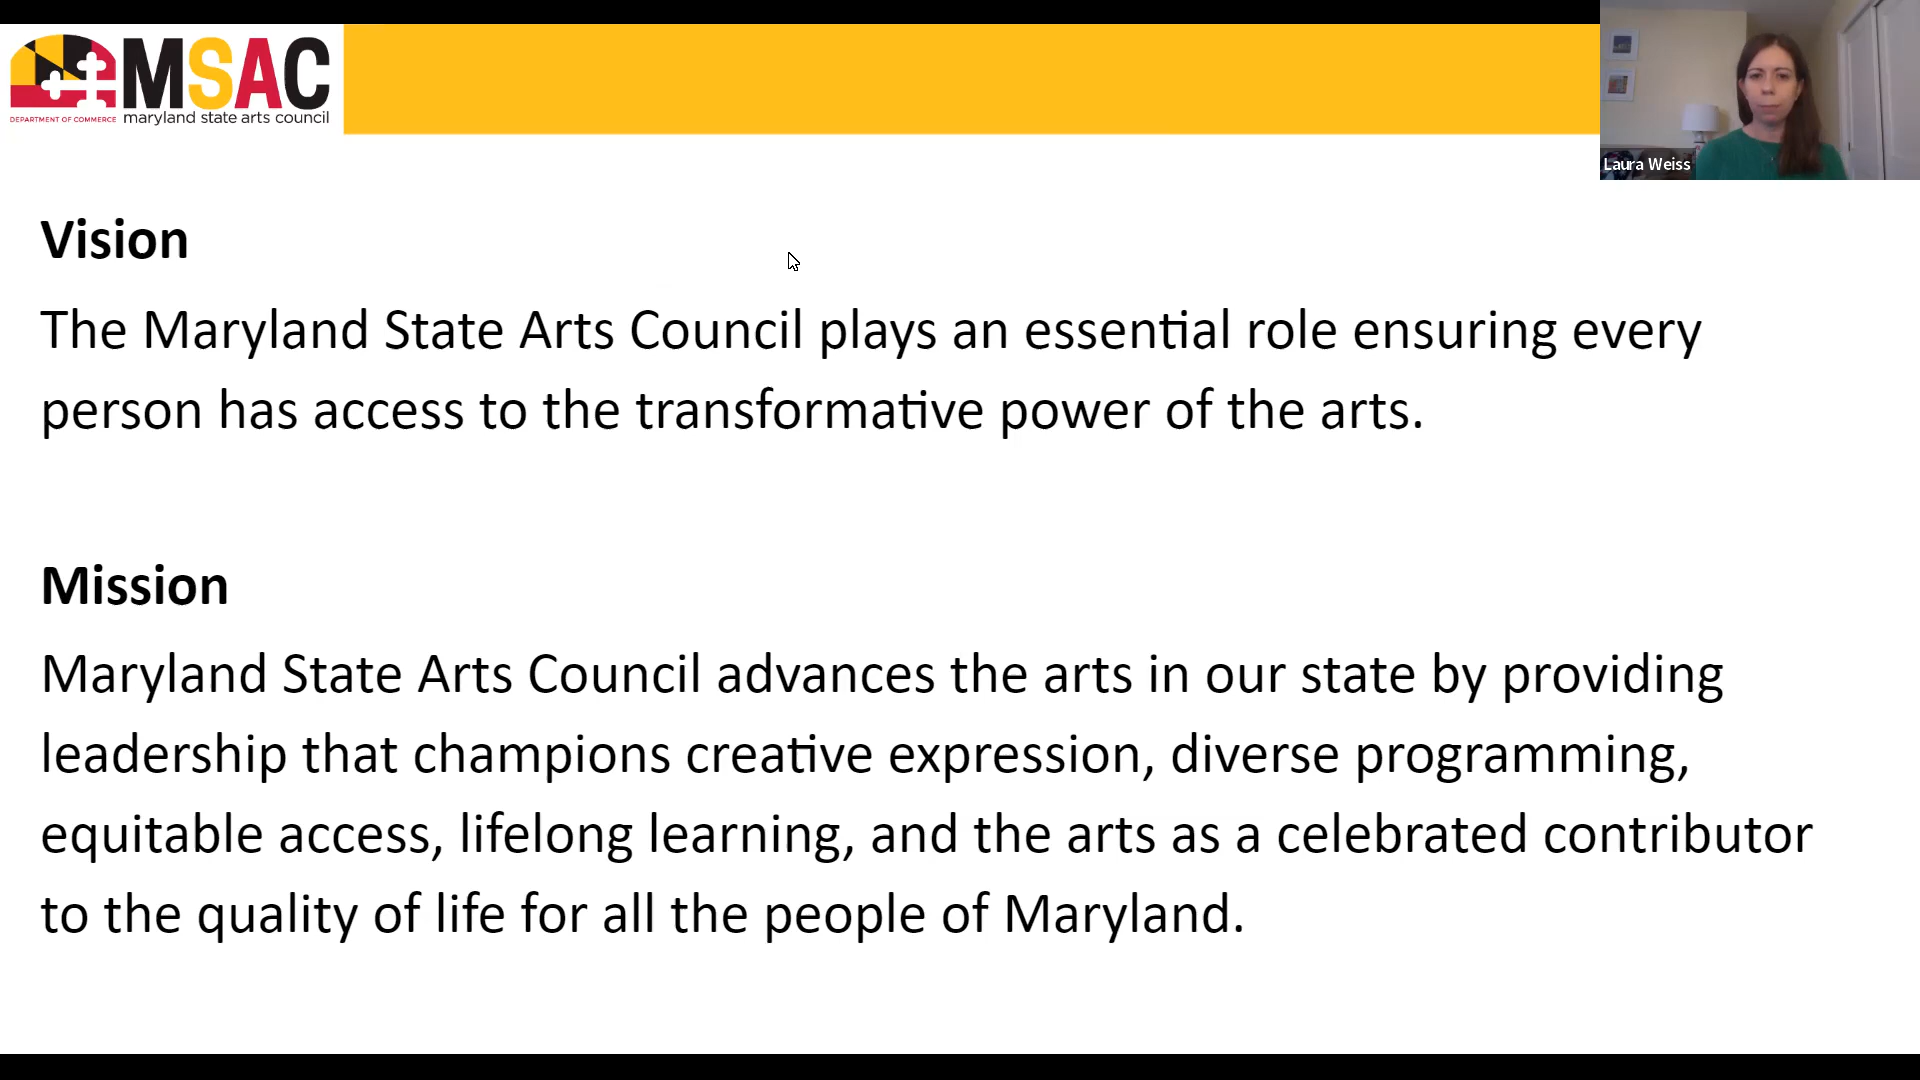 MSAC
DEPARTMENT OF COMMERCE maryland state arts council
Laura Weiss
Vision
The Maryland State Arts Council plays an essential role ensuring every
person has access to the transformative power of the arts.
Mission
Maryland State Arts Council advances the arts in our state by providing
leadership that champions creative expression, diverse programming,
equitable access, lifelong learning, and the arts as a celebrated contributor
to the quality of life for all the people of Maryland.